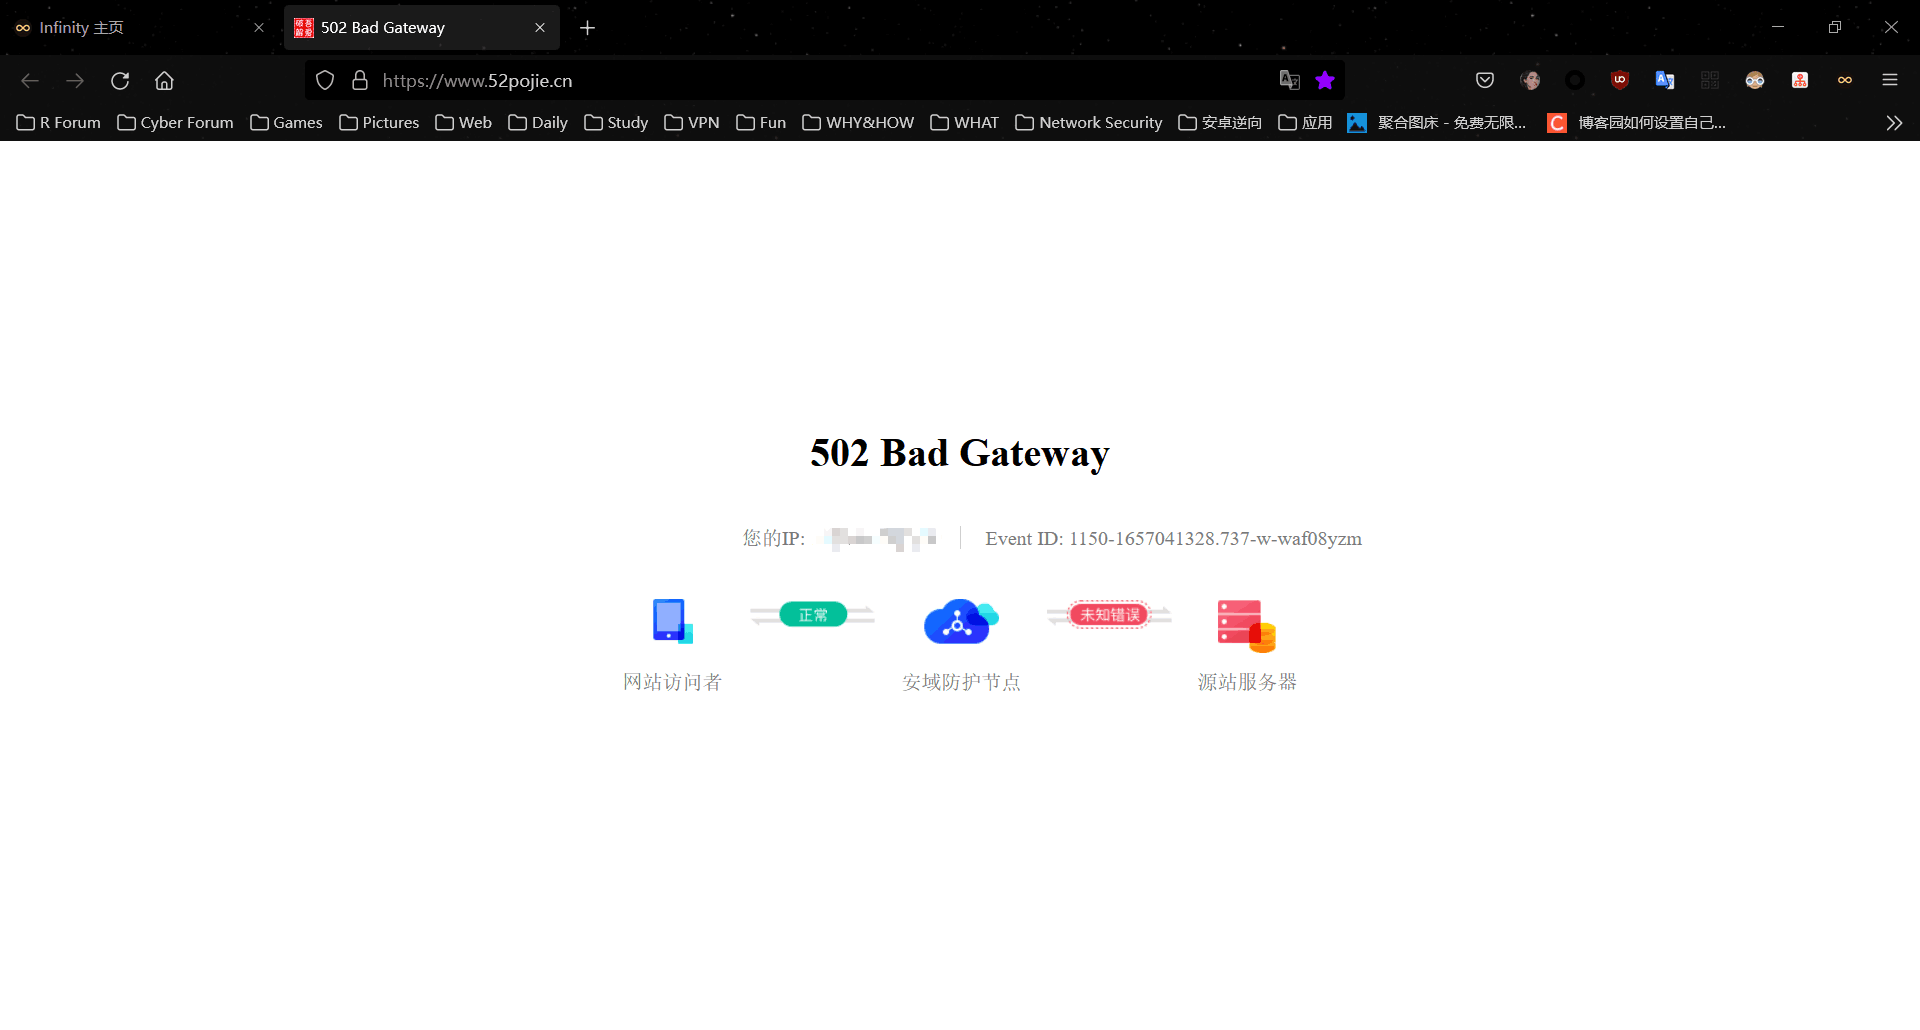 Infinity 主页
502 Bad Gateway
https://www.52pojie.cn
R Forum
Cyber Forum
Games
Pictures
Web
Daily
Study
VPN
Fun
WHY&HOW
WHAT
Network Security
安卓逆向
应用
聚合图床 - 免费无限...
C 博客园如何设置自己...
502 Bad Gateway
您的IP:
Event ID: 1150-1657041328.737-w-waf08yzm
正常
未知错误
网站访问者
安域防护节点
源站服务器